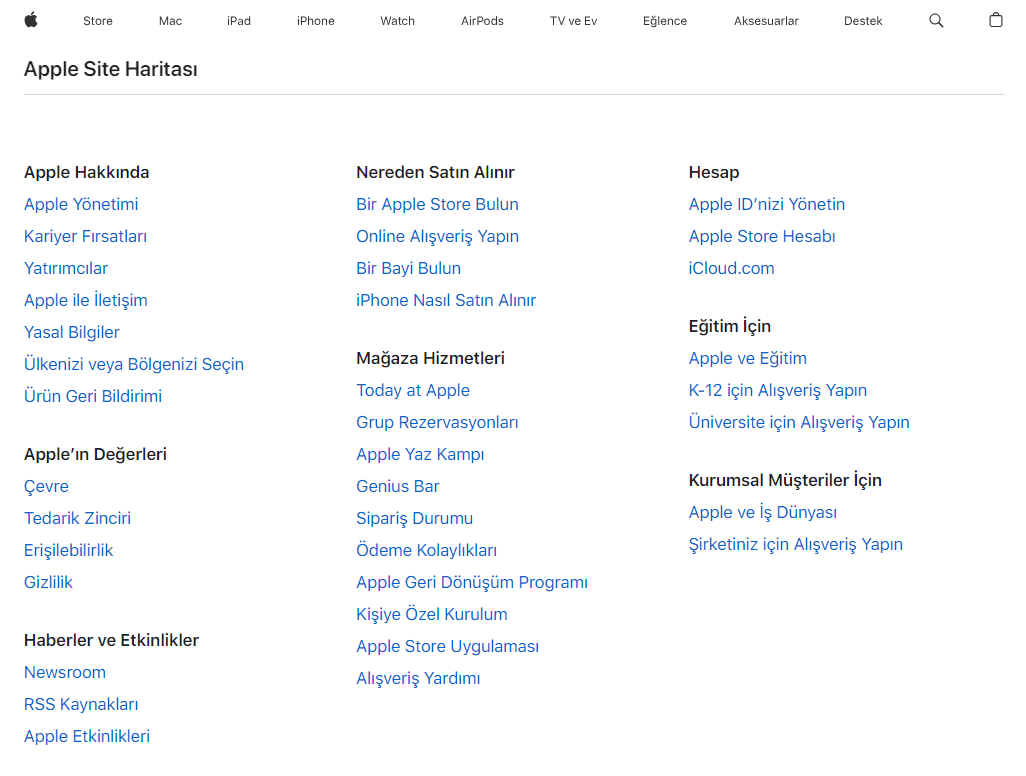 Store Mac iPad iPhone Watch AirPods TV ve Ev Eğlence Aksesuarlar Destek
Apple Site Haritası
Apple Hakkında
Apple Yönetimi
Kariyer Fırsatları
Yatırımcılar
Apple ile İletişim
Yasal Bilgiler
Ülkenizi veya Bölgenizi Seçin
Ürün Geri Bildirimi
Apple’ın Değerleri
Çevre
Tedarik Zinciri
Erişilebilirlik
Gizlilik
Haberler ve Etkinlikler
Newsroom
RSS Kaynakları
Apple Etkinlikleri
Nereden Satın Alınır
Bir Apple Store Bulun
Online Alışveriş Yapın
Bir Bayi Bulun
iPhone Nasıl Satın Alınır
Mağaza Hizmetleri
Today at Apple
Grup Rezervasyonları
Apple Yaz Kampı
Genius Bar
Sipariş Durumu
Ödeme Kolaylıkları
Apple Geri Dönüşüm Programı
Kişiye Özel Kurulum
Apple Store Uygulaması
Alışveriş Yardımı
Hesap
Apple ID’nizi Yönetin
Apple Store Hesabı
iCloud.com
Eğitim İçin
Apple ve Eğitim
K-12 için Alışveriş Yapın
Üniversite için Alışveriş Yapın
Kurumsal Müşteriler İçin
Apple ve İş Dünyası
Şirketiniz için Alışveriş Yapın